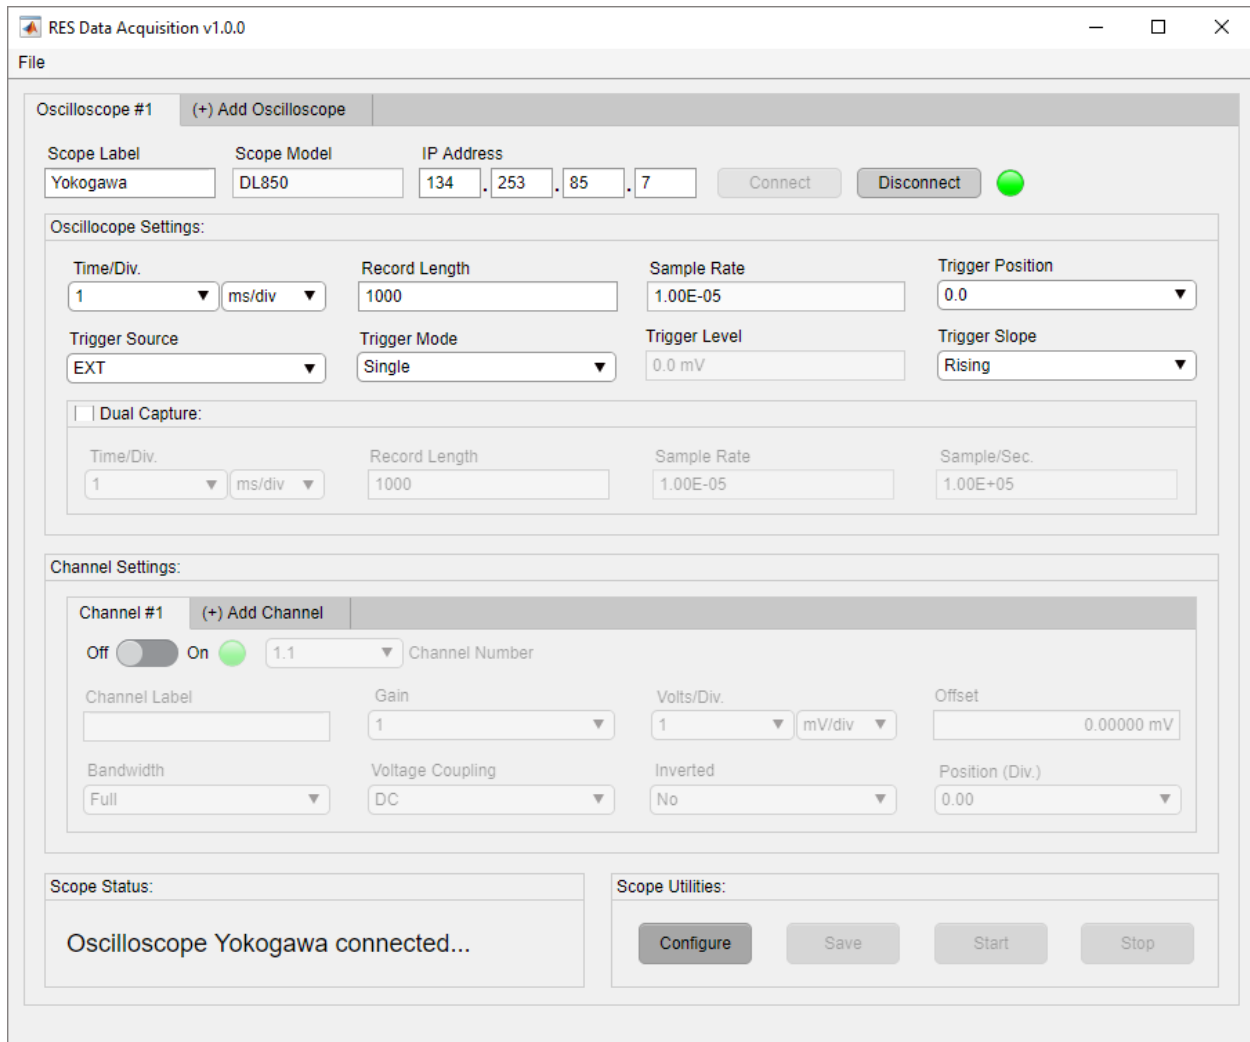 RES Data Acquisition v1.0.0
File
Oscilloscope #1 (+) Add Oscilloscope
Scope Label Scope Model IP Address
Yokogawa DL850 134 . 253 . 85 . 7 Connect Disconnect
Oscillocope Settings:
Time/Div. Record Length Sample Rate Trigger Position
1 ms/div 1000 1.00E-05 0.0
Trigger Source Trigger Mode Trigger Level Trigger Slope
EXT Single 0.0 mV Rising
Dual Capture:
Time/Div. Record Length Sample Rate Sample/Sec.
1 ms/div 1000 1.00E-05 1.00E+05
Channel Settings:
Channel #1 (+) Add Channel
Off On 1.1 Channel Number
Channel Label Gain Volts/Div. Offset
1 1 mV/div 0.00000 mV
Bandwidth Voltage Coupling Inverted Position (Div.)
Full DC No 0.00
Scope Status: Scope Utilities:
Oscilloscope Yokogawa connected... Configure Save Start Stop